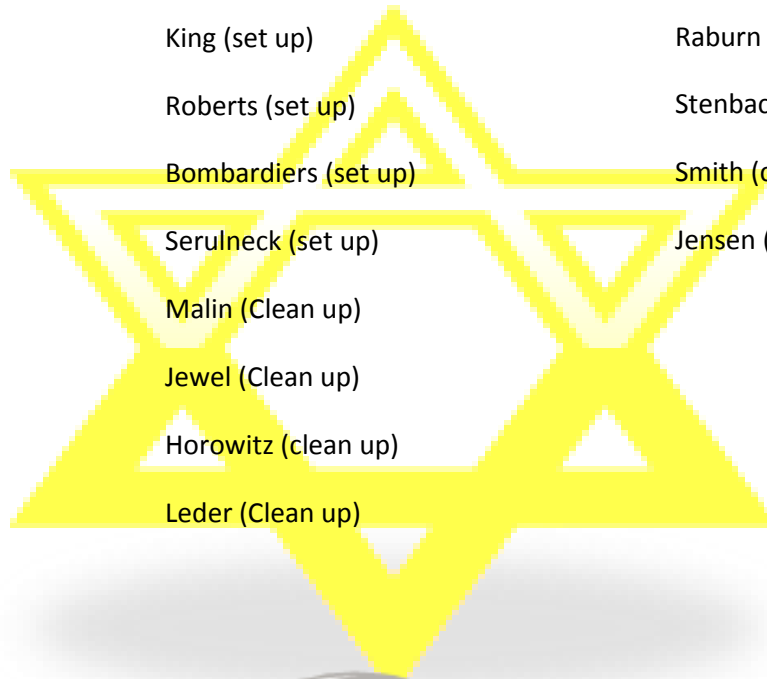 King (set up)
Roberts (set up)
Bombardiers (set up)
Serulneck (set up)
Malin (Clean up)
Jewel (Clean up)
Horowitz (clean up)
Leder (Clean up)
Raburn
Smith
Jensen (